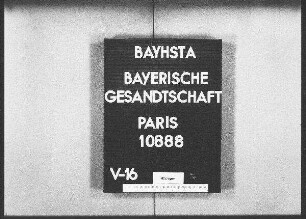 BAYHSTA
BAYERISCHE
GESANDTSCHAFT
PARIS
10888
V-16